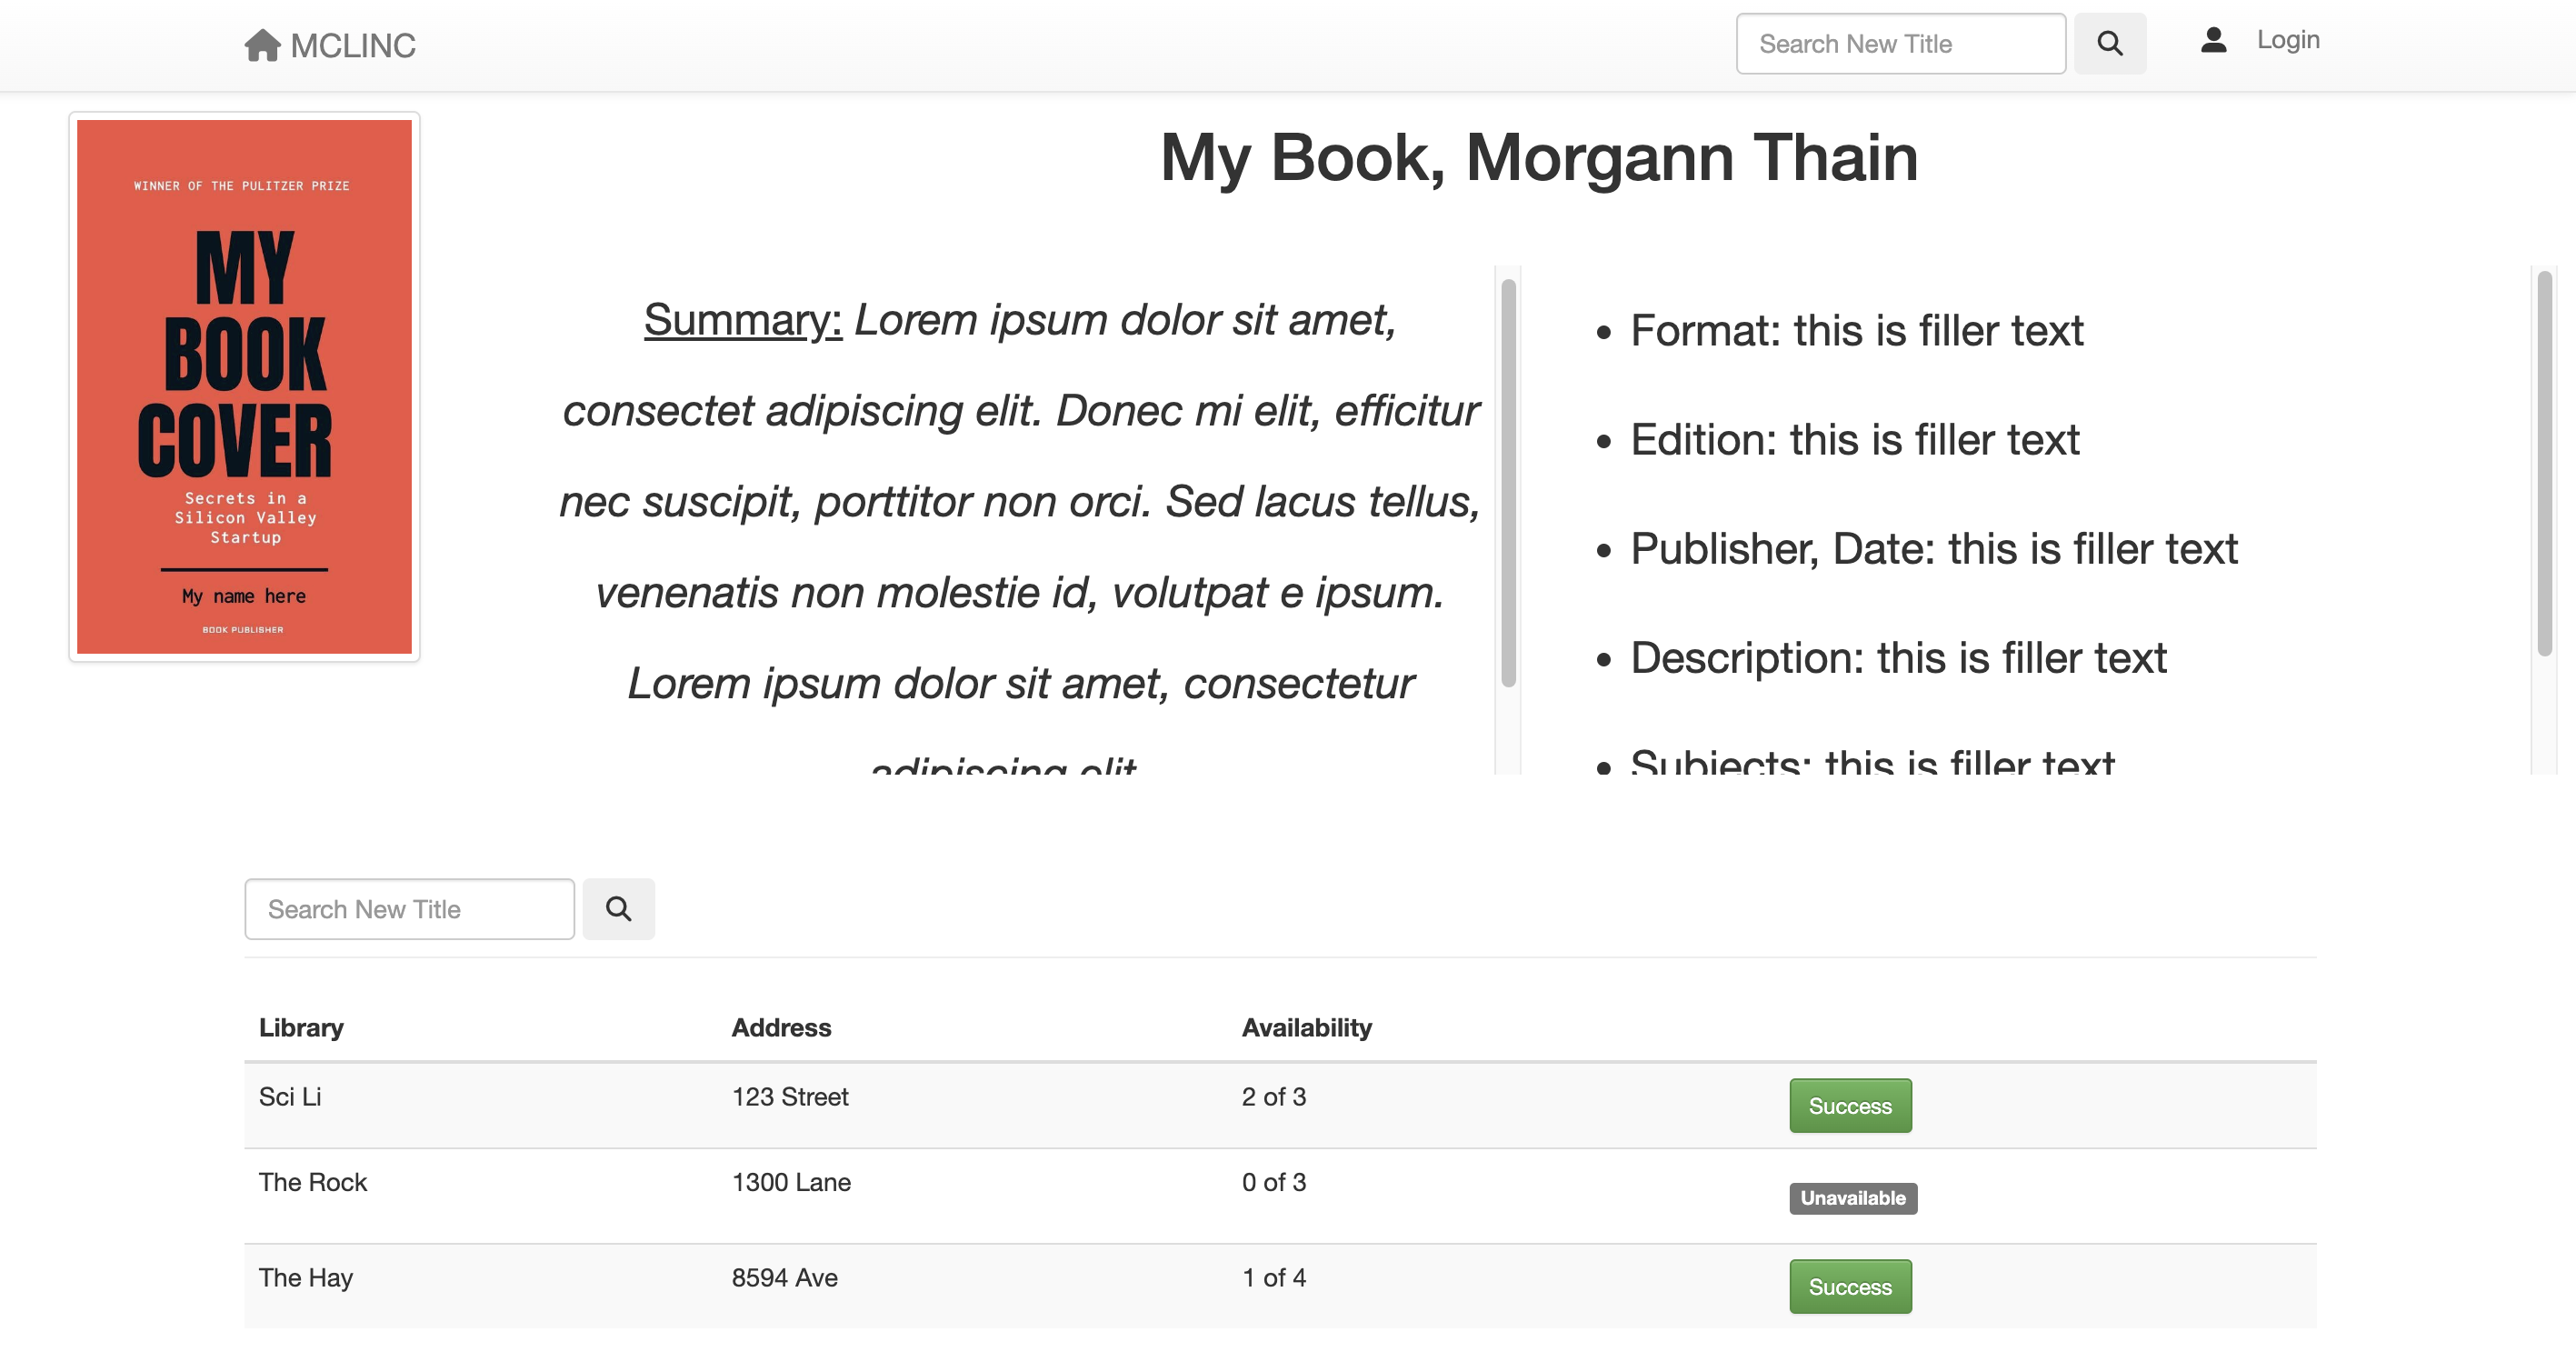 MCLINC
Search New Title
Login
WINNER OF THE PULITZER PRIZE
MY
BOOK
COVER
Secrets in a
Silicon Valley
Startup
My name here
BOOK PUBLISHER
My Book, Morgann Thain
Summary: Lorem ipsum dolor sit amet,
consectet adipiscing elit. Donec mi elit, efficitur
nec suscipit, porttitor non orci. Sed lacus tellus,
venenatis non molestie id, volutpat e ipsum.
Lorem ipsum dolor sit amet, consectetur
adipiscing elit
• Format: this is filler text
• Edition: this is filler text
• Publisher, Date: this is filler text
• Description: this is filler text
• Subjects: this is filler text
Search New Title
Library Address Availability
Sci Li 123 Street 2 of 3 Success
The Rock 1300 Lane 0 of 3 Unavailable
The Hay 8594 Ave 1 of 4 Success